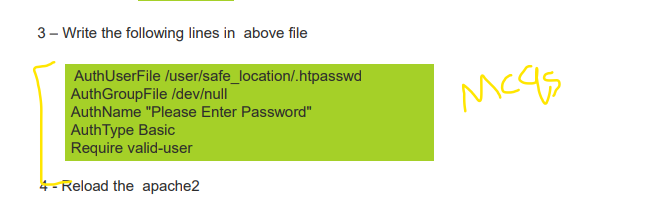 3 – Write the following lines in above file
AuthUserFile /user/safe_location/.htpasswd
AuthGroupFile /dev/null
AuthName "Please Enter Password"
AuthType Basic
Require valid-user
MCQs
4 - Reload the apache2